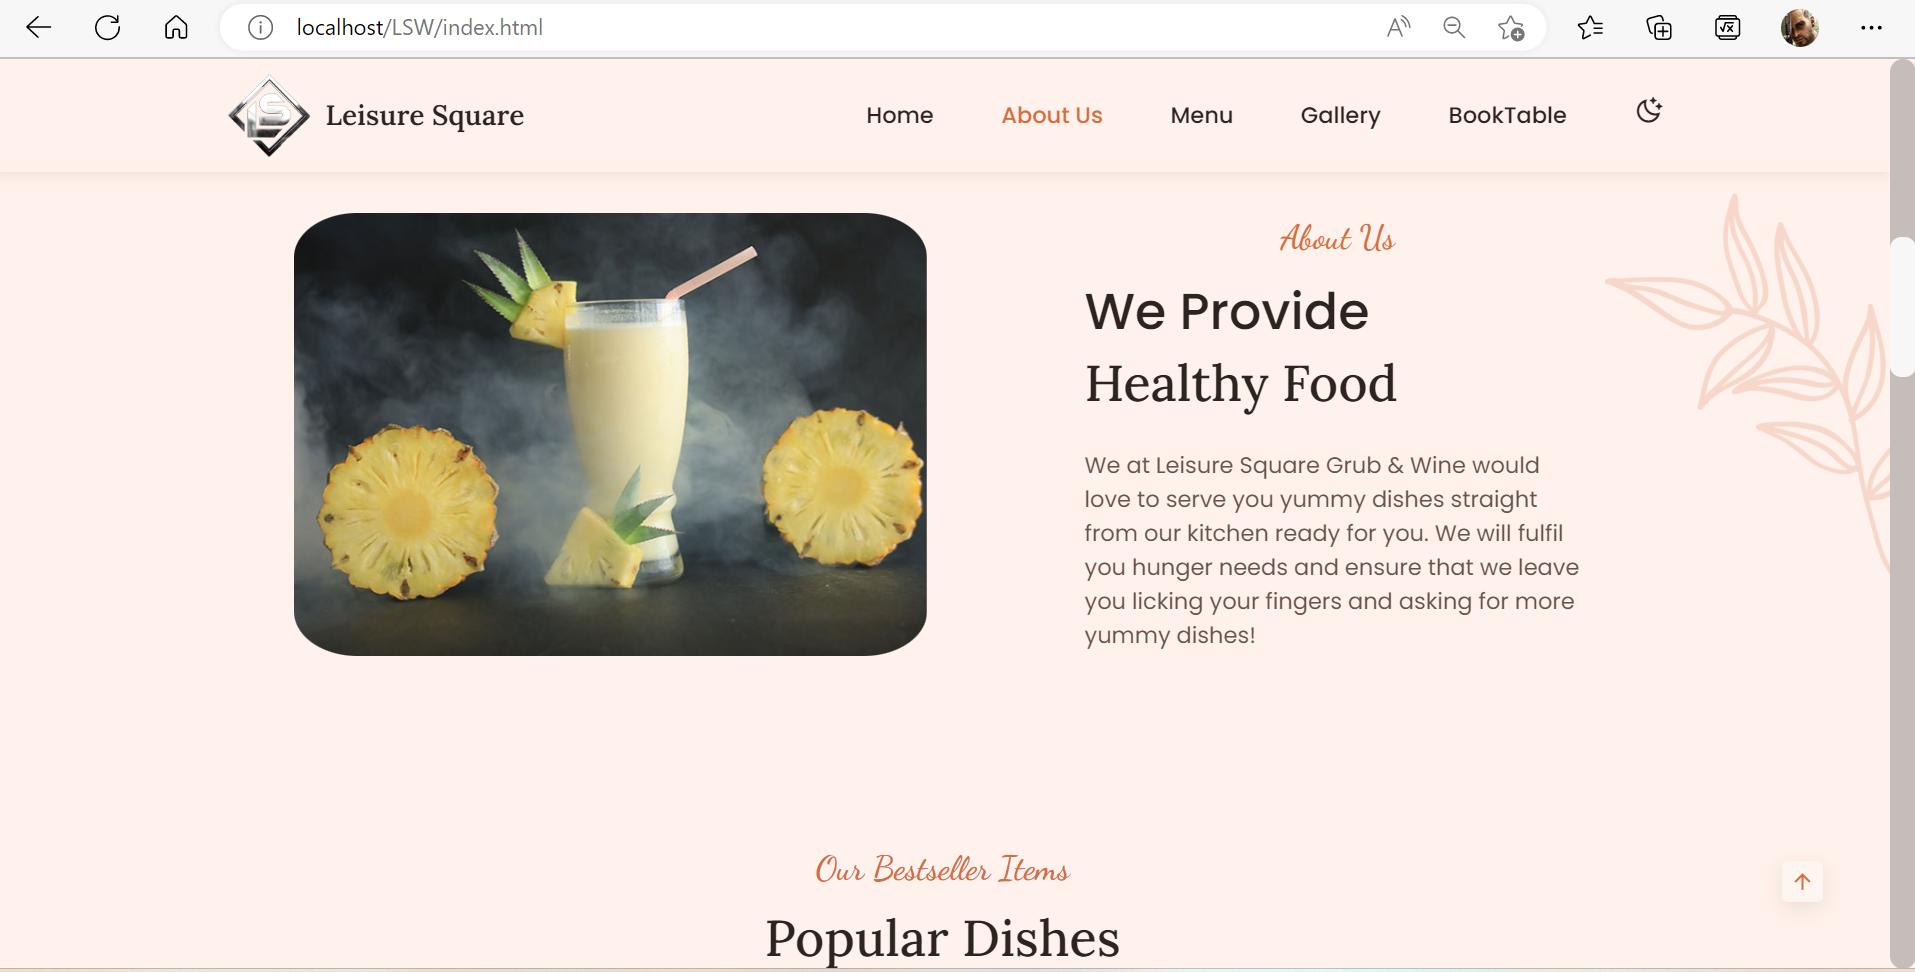 localhost/LSW/index.html
LS
Leisure Square
Home
About Us
Menu
Gallery
BookTable
About Us
We Provide
Healthy Food
We at Leisure Square Grub & Wine would
love to serve you yummy dishes straight
from our kitchen ready for you. We will fulfil
you hunger needs and ensure that we leave
you licking your fingers and asking for more
yummy dishes!
Our Bestseller Items
Popular Dishes